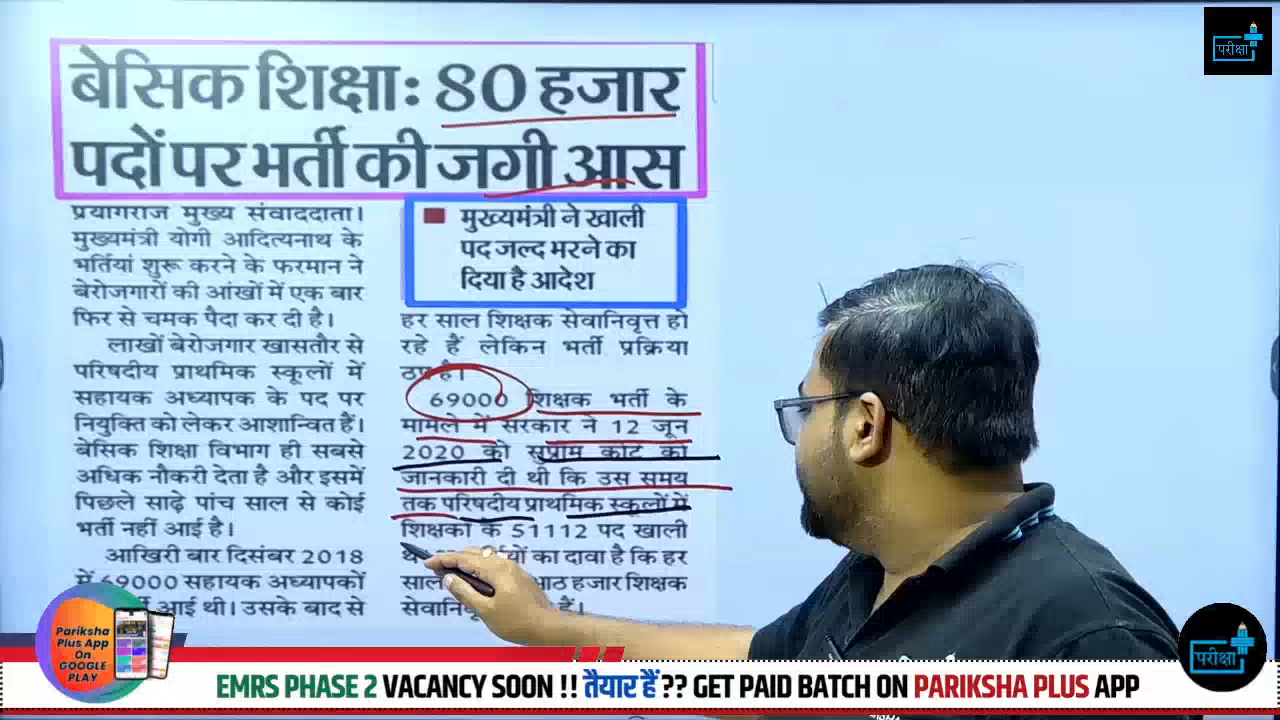 परीक्षा
बेसिक शिक्षा: 80 हजार
पदों पर भर्ती की जगी आस
प्रयागराज मुख्य संवाददाता।
मुख्यमंत्री योगी आदित्यनाथ के
भर्तियां शुरू करने के फरमान ने
बेरोजगारों की आंखों में एक बार
फिर से चमक पैदा कर दी है।
लाखों बेरोजगार खासतौर से
परिषदीय प्राथमिक स्कूलों में
सहायक अध्यापक के पद पर
नियुक्ति को लेकर आशान्वित हैं।
बेसिक शिक्षा विभाग ही सबसे
अधिक नौकरी देता है और इसमें
पिछले साढ़े पांच साल से कोई
भर्ती नहीं आई है।
आखिरी बार दिसंबर 2018
में 69000 सहायक अध्यापकों
आई थी। उसके बाद से
मुख्यमंत्री ने खाली
पद जल्द भरने का
दिया है आदेश
हर साल शिक्षक सेवानिवृत्त हो
रहे हैं लेकिन भर्ती प्रक्रिया
ठप है।
69000 शिक्षक भर्ती के
मामले में सरकार ने 12 जून
2020 को सुप्रीम कोर्ट को
जानकारी दी थी कि उस समय
तक परिषदीय प्राथमिक स्कूलों में
शिक्षकों के 51112 पद खाली
का दावा है कि हर
साल आठ हजार शिक्षक
हैं।
Pariksha
Plus App
On
GOOGLE
PLAY
EMRS PHASE 2 VACANCY SOON !! तैयार हैं ?? GET PAID BATCH ON PARIKSHA PLUS APP
परीक्षा